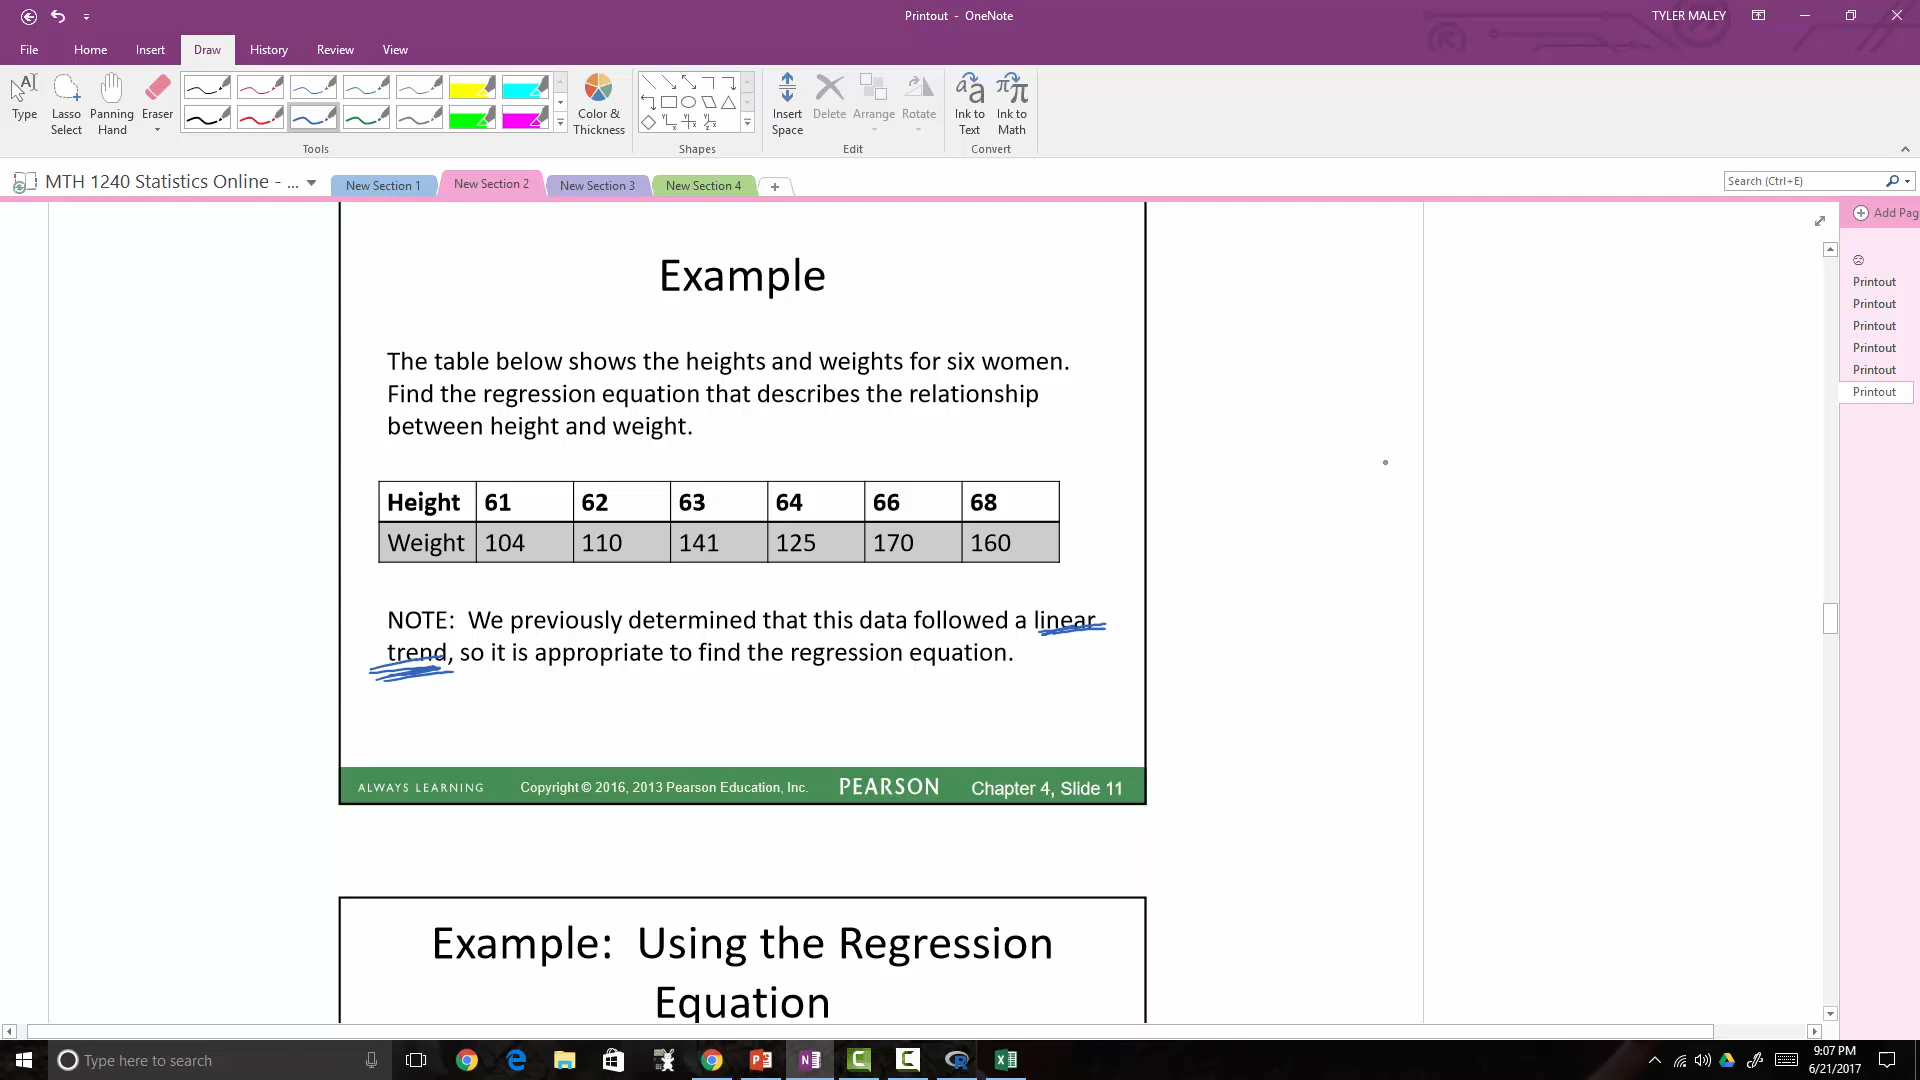 Printout - OneNote
TYLER MALEY
File Home Insert Draw History Review View
Type
Lasso Select
Panning Hand
Eraser
Color & Thickness
Insert Space
Delete
Arrange
Rotate
Ink to Text
Ink to Math
Tools
Shapes
Edit
Convert
MTH 1240 Statistics Online - ...
New Section 1
New Section 2
New Section 3
New Section 4
Search (Ctrl+E)
Add Pag
Printout
Printout
Printout
Printout
Printout
Printout
Example
The table below shows the heights and weights for six women.
Find the regression equation that describes the relationship
between height and weight.
Height 61 62 63 64 66 68
Weight 104 110 141 125 170 160
NOTE: We previously determined that this data followed a linear
trend, so it is appropriate to find the regression equation.
ALWAYS LEARNING Copyright © 2016, 2013 Pearson Education, Inc. PEARSON Chapter 4, Slide 11
Example: Using the Regression
Equation
Type here to search
9:07 PM
6/21/2017